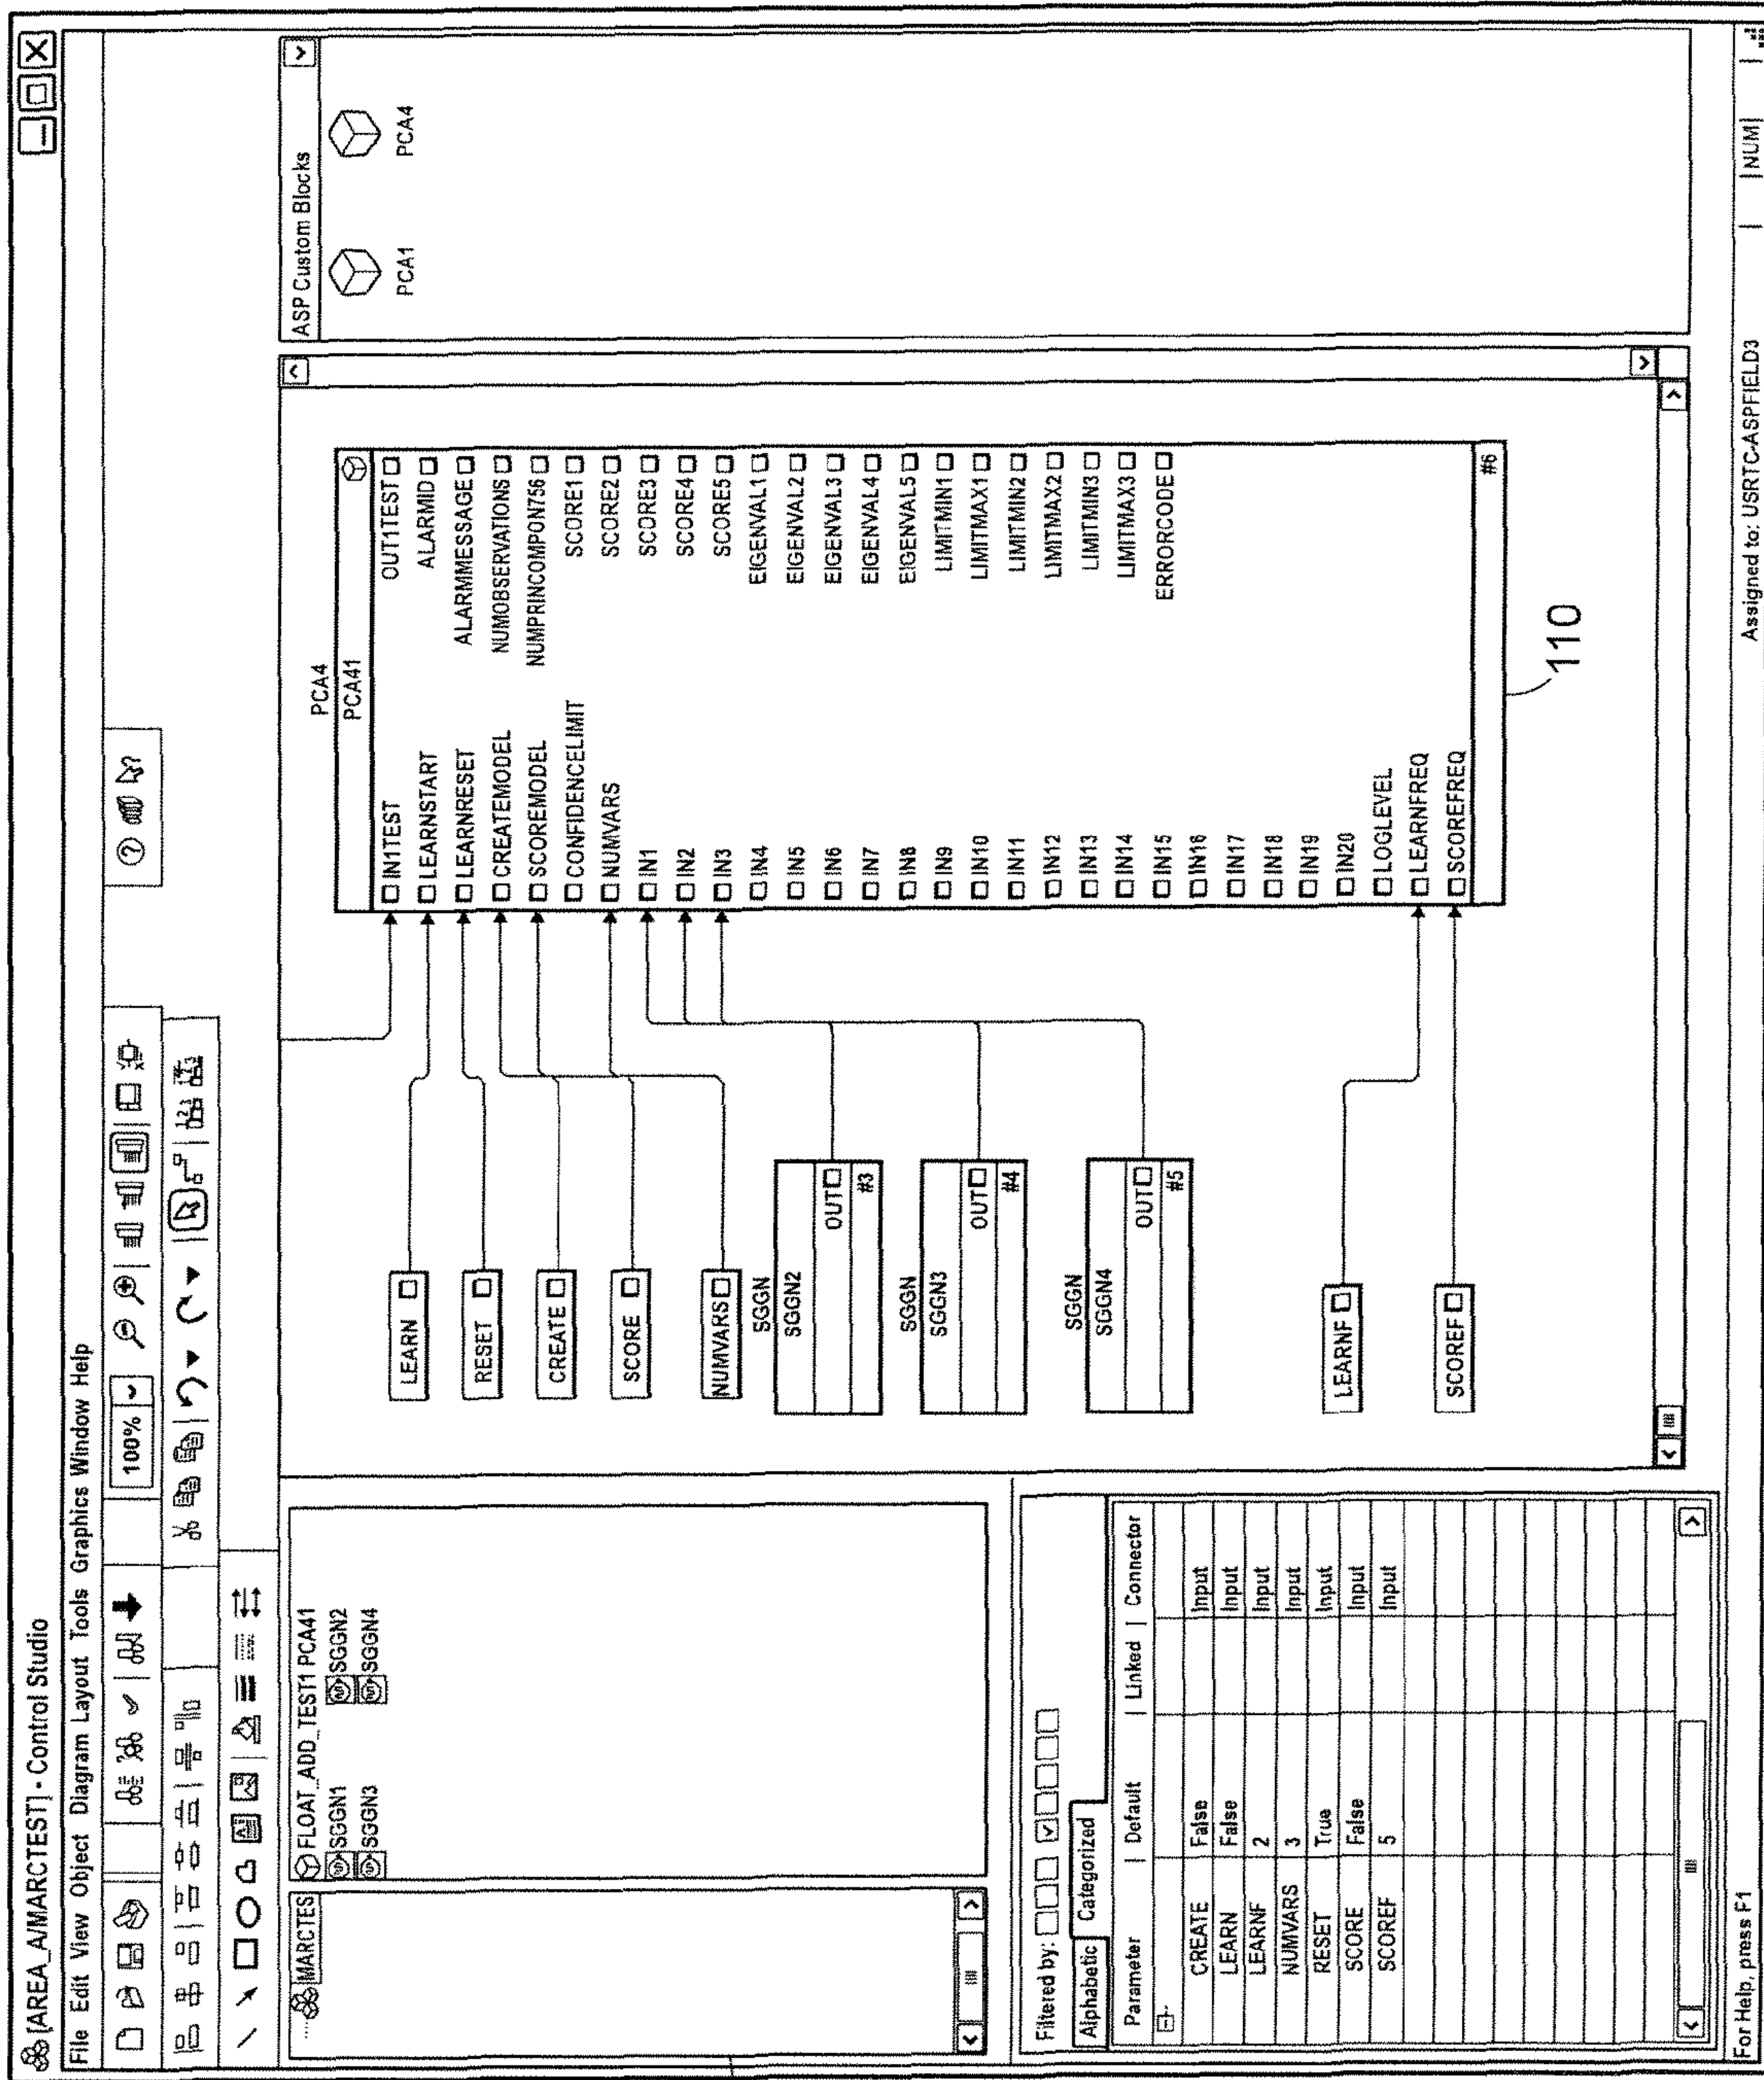 [AREA_A/MARCTEST] - Control Studio
File Edit View Object Diagram Layout Tools Graphics Window Help
100%
MARCTES
FLOAT_ADD_TEST1 PCA41
SGGN1 SGGN2
SGGN3 SGGN4
Filtered by:
Alphabetic Categorized
Parameter Default Linked Connector
CREATE False Input
LEARN False Input
LEARNF 2 Input
NUMVARS 3 Input
RESET True Input
SCORE False Input
SCOREF 5 Input
LEARN
RESET
CREATE
SCORE
NUMVARS
SGGN
SGGN2
OUT
#3
SGGN
SGGN3
OUT
#4
SGGN
SGGN4
OUT
#5
LEARNF
SCOREF
PCA4
PCA41
IN1TEST OUT1TEST
LEARNSTART ALARMID
LEARNRESET ALARMMESSAGE
CREATEMODEL NUMOBSERVATIONS
SCOREMODEL NUMPRINCOMPON756
CONFIDENCELIMIT SCORE1
NUMVARS SCORE2
IN1 SCORE3
IN2 SCORE4
IN3 SCORE5
IN4 EIGENVAL1
IN5 EIGENVAL2
IN6 EIGENVAL3
IN7 EIGENVAL4
IN8 EIGENVAL5
IN9 LIMITMIN1
IN10 LIMITMAX1
IN11 LIMITMIN2
IN12 LIMITMAX2
IN13 LIMITMIN3
IN14 LIMITMAX3
IN15 ERRORCODE
IN16
IN17
IN18
IN19
IN20
LOGLEVEL
LEARNFREQ
SCOREFREQ
#6
110
ASP Custom Blocks
PCA1 PCA4
For Help, press F1
Assigned to: USRTC-ASPFIELD3
NUM